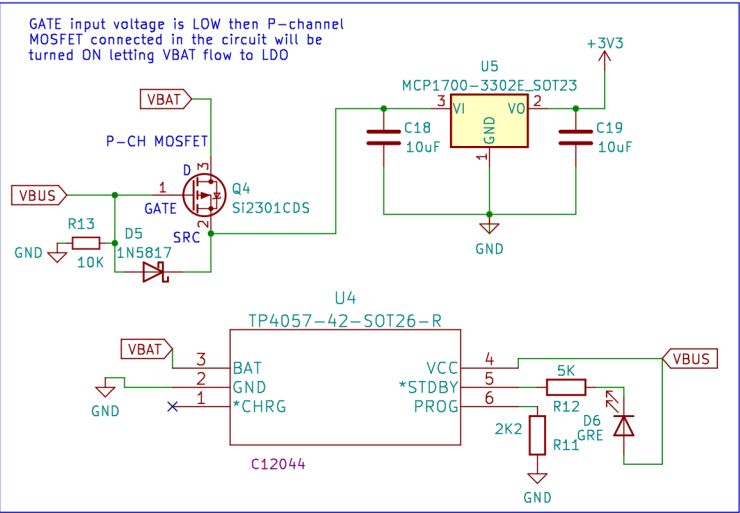 GATE input voltage is LOW then P-channel
MOSFET connected in the circuit will be
turned ON letting VBAT flow to LDO
+3V3
U5
MCP1700-3302E_SOT23
VBAT
3 VI VO 2
GND
1
C18
10uF
C19
10uF
GND
P-CH MOSFET
D 3
Q4
Si2301CDS
VBUS
1
GATE
2
SRC
R13
10K
GND
D5
1N5817
U4
TP4057-42-SOT26-R
VBAT
3 BAT
2 GND
1 *CHRG
GND
VCC 4
*STDBY 5
PROG 6
VBUS
5K
R12
D6
GRE
2K2
R11
GND
C12044